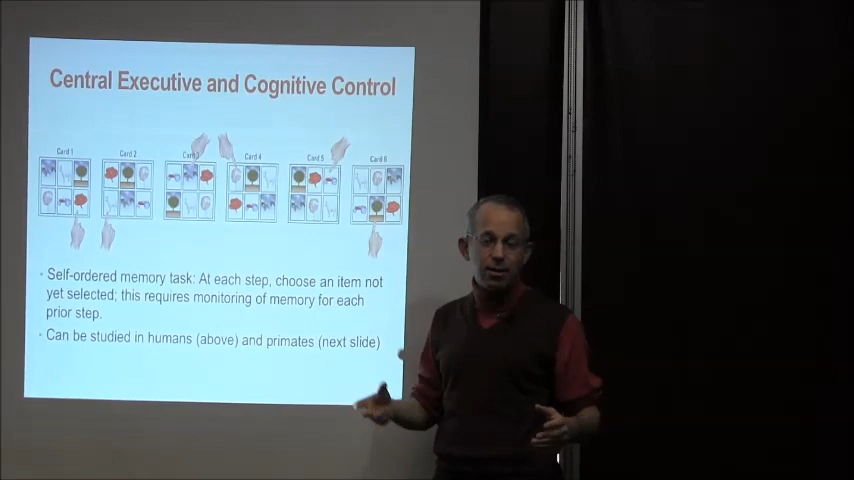 Central Executive and Cognitive Control
Card 1 Card 2 Card 3 Card 4 Card 5 Card 6
• Self-ordered memory task: At each step, choose an item not
yet selected; this requires monitoring of memory for each
prior step.
• Can be studied in humans (above) and primates (next slide)